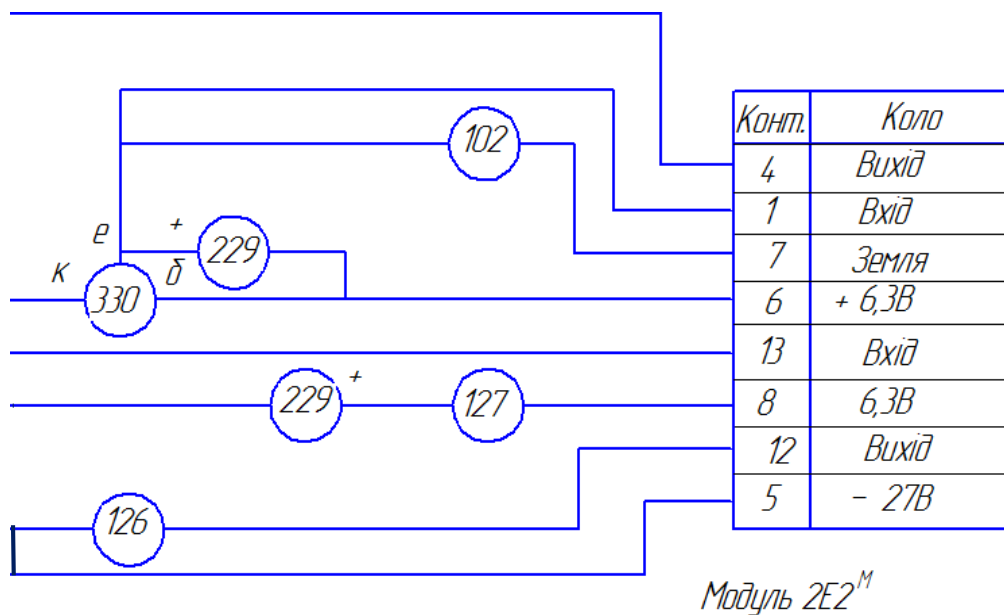 Конт. Коло
102
4 Вихід
1 Вхід
е + 229
7 Земля
к 330 б
6 + 6,3В
13 Вхід
229 + 127
8 6,3В
12 Вихід
126
5 - 27В
Модуль 2Е2М